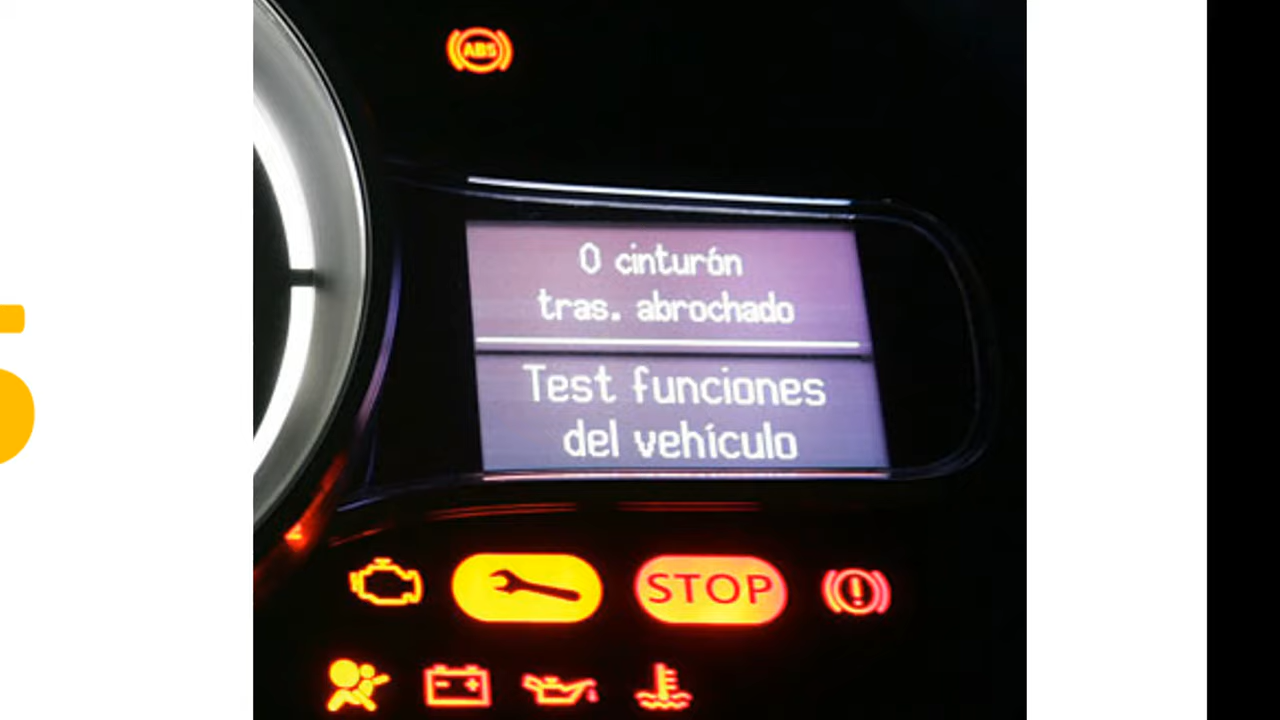 ABS
0 cinturón
tras. abrochado
Test funciones
del vehículo
STOP